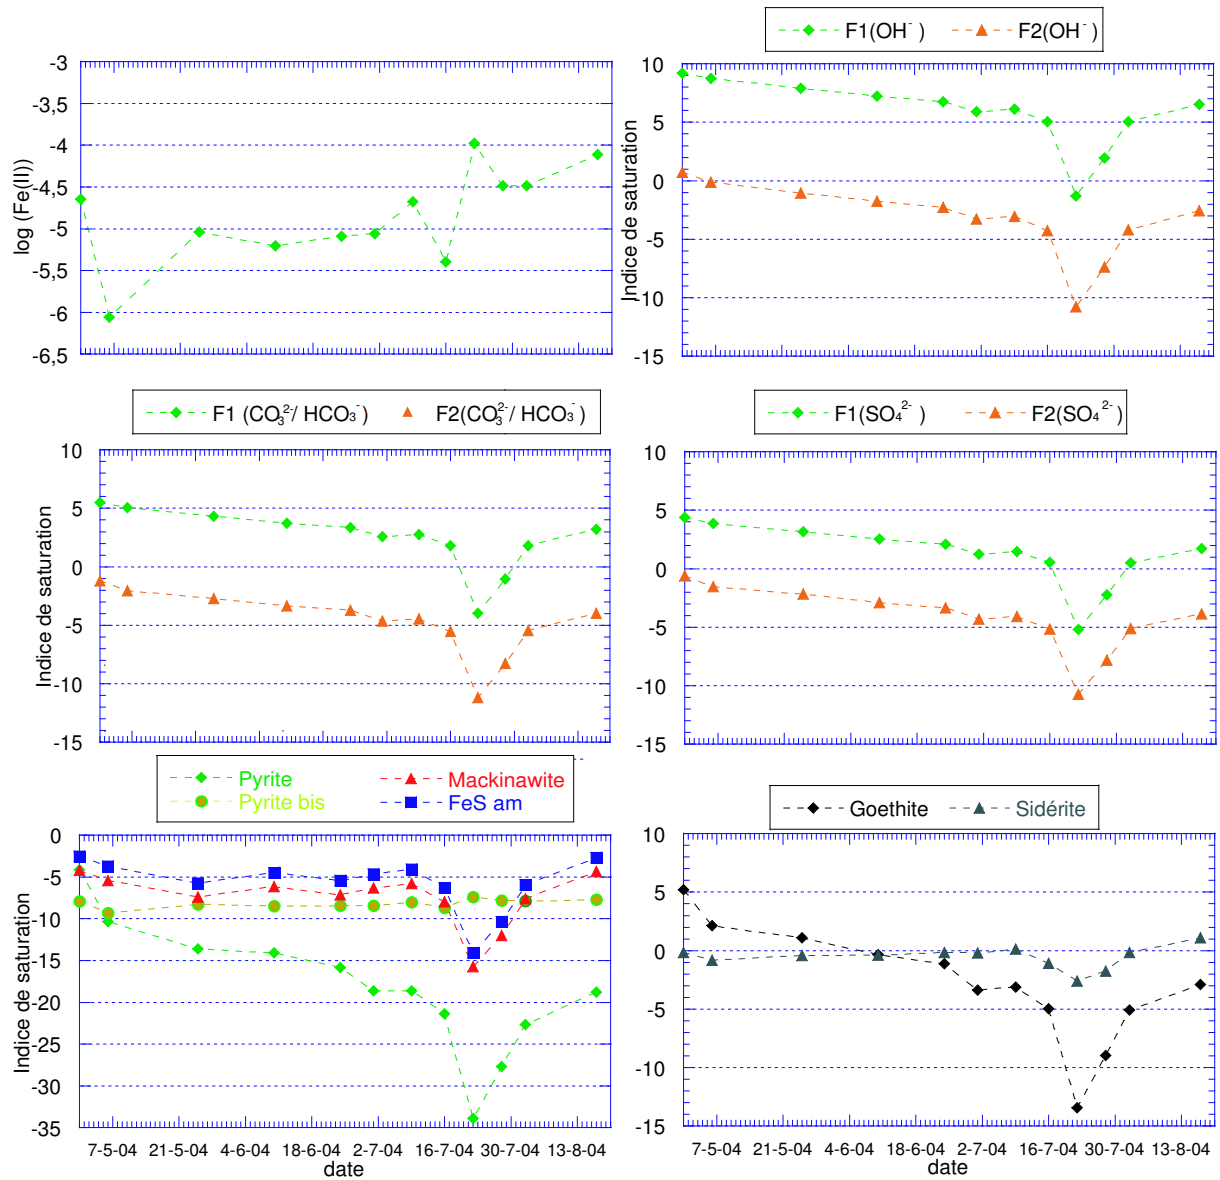 log (Fe(II))
-3
-3,5
-4
-4,5
-5
-5,5
-6
-6,5
F1(OH⁻) F2(OH⁻)
Indice de saturation
10
5
0
-5
-10
-15
F1 (CO₃²⁻/ HCO₃⁻) F2(CO₃²⁻/ HCO₃⁻)
Indice de saturation
10
5
0
-5
-10
-15
F1(SO₄²⁻) F2(SO₄²⁻)
10
5
0
-5
-10
-15
Pyrite Mackinawite
Pyrite bis FeS am
Indice de saturation
0
-5
-10
-15
-20
-25
-30
-35
7-5-04 21-5-04 4-6-04 18-6-04 2-7-04 16-7-04 30-7-04 13-8-04
date
Goethite Sidérite
10
5
0
-5
-10
-15
7-5-04 21-5-04 4-6-04 18-6-04 2-7-04 16-7-04 30-7-04 13-8-04
date